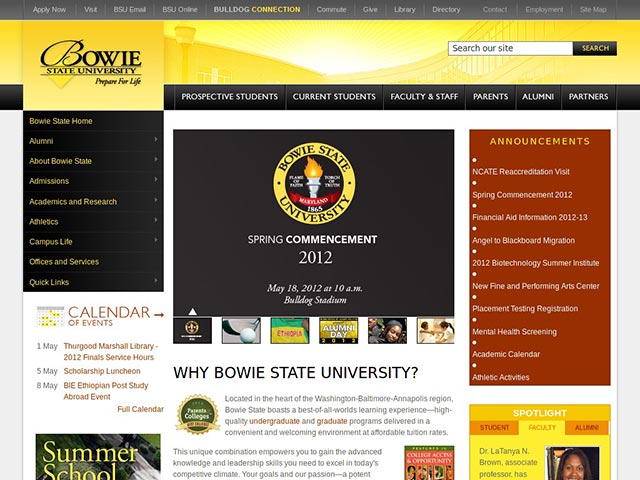 Apply Now Visit BSU Email BSU Online BULLDOG CONNECTION Commute Give Library Directory Contact Employment Site Map
BOWIE
STATE UNIVERSITY
Prepare For Life
Search our site SEARCH
PROSPECTIVE STUDENTS CURRENT STUDENTS FACULTY & STAFF PARENTS ALUMNI PARTNERS
Bowie State Home
Alumni
About Bowie State
Admissions
Academics and Research
Athletics
Campus Life
Offices and Services
Quick Links
CALENDAR
OF EVENTS
1 May Thurgood Marshall Library -
2012 Finals Service Hours
5 May Scholarship Luncheon
8 May BIE Ethiopian Post Study
Abroad Event
Full Calendar
Summer
School
BOWIE STATE
FLAME OF FAITH
TORCH OF TRUTH
MARYLAND
1865
UNIVERSITY
SPRING COMMENCEMENT
2012
May 18, 2012 at 10 a.m.
Bulldog Stadium
ETHIOPIA
ALUMNI
DAY
2012
WHY BOWIE STATE UNIVERSITY?
Parents
Colleges
Located in the heart of the Washington-Baltimore-Annapolis region,
Bowie State boasts a best-of-all-worlds learning experience—high-
quality undergraduate and graduate programs delivered in a
convenient and welcoming environment at affordable tuition rates.
This unique combination empowers you to gain the advanced
knowledge and leadership skills you need to excel in today's
competitive climate. Your goals and our passion—a potent
FEATURED IN
COLLEGE
ACCESS &
OPPORTUNITY
ANNOUNCEMENTS
NCATE Reaccreditation Visit
Spring Commencement 2012
Financial Aid Information 2012-13
Angel to Blackboard Migration
2012 Biotechnology Summer Institute
New Fine and Performing Arts Center
Placement Testing Registration
Mental Health Screening
Academic Calendar
Athletic Activities
SPOTLIGHT
STUDENT FACULTY ALUMNI
Dr. LaTanya N.
Brown, associate
professor, has